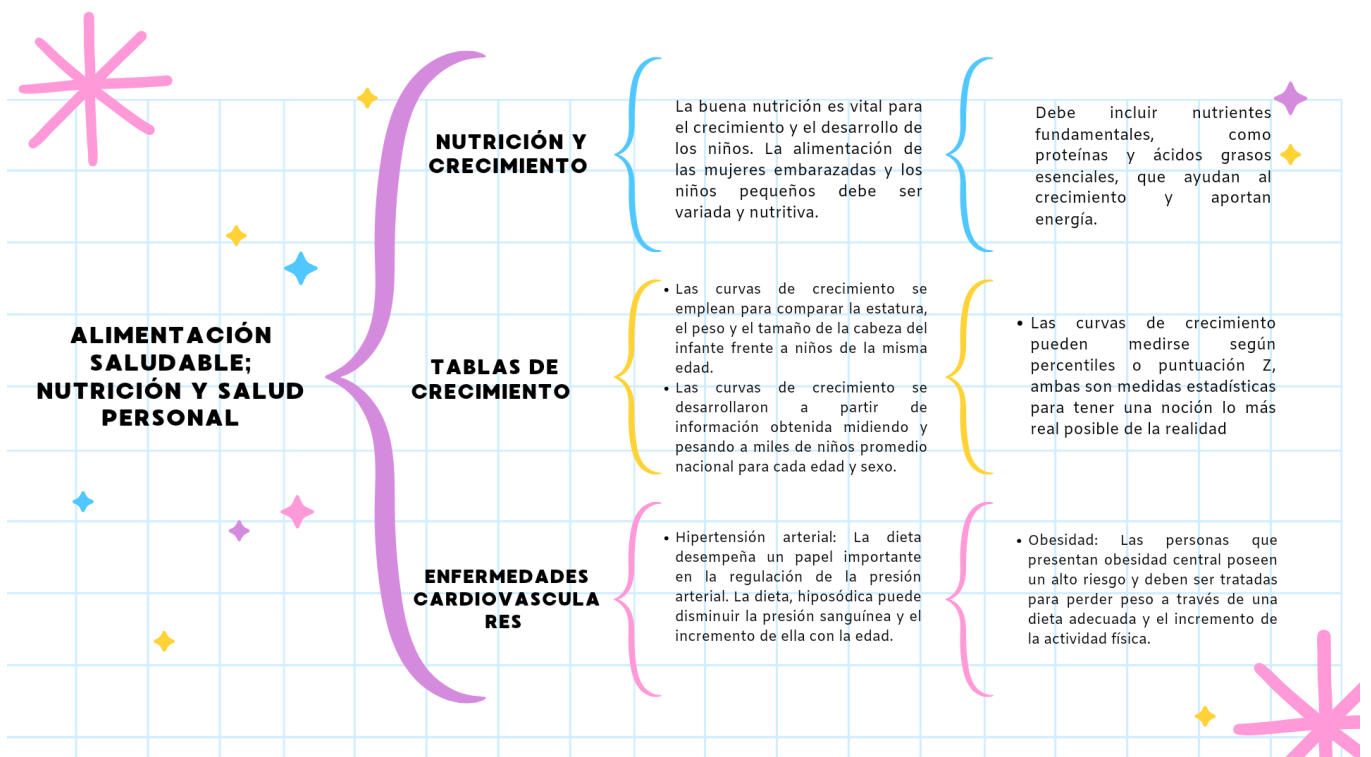 ALIMENTACIÓN
SALUDABLE;
NUTRICIÓN Y SALUD
PERSONAL
NUTRICIÓN Y
CRECIMIENTO
La buena nutrición es vital para
el crecimiento y el desarrollo de
los niños. La alimentación de
las mujeres embarazadas y los
niños pequeños debe ser
variada y nutritiva.
Debe incluir nutrientes
fundamentales, como
proteínas y ácidos grasos
esenciales, que ayudan al
crecimiento y aportan
energía.
TABLAS DE
CRECIMIENTO
• Las curvas de crecimiento se
emplean para comparar la estatura,
el peso y el tamaño de la cabeza del
infante frente a niños de la misma
edad.
• Las curvas de crecimiento se
desarrollaron a partir de
información obtenida midiendo y
pesando a miles de niños promedio
nacional para cada edad y sexo.
• Las curvas de crecimiento
pueden medirse según
percentiles o puntuación Z,
ambas son medidas estadísticas
para tener una noción lo más
real posible de la realidad
ENFERMEDADES
CARDIOVASCULA
RES
• Hipertensión arterial: La dieta
desempeña un papel importante
en la regulación de la presión
arterial. La dieta, hiposódica puede
disminuir la presión sanguínea y el
incremento de ella con la edad.
• Obesidad: Las personas que
presentan obesidad central poseen
un alto riesgo y deben ser tratadas
para perder peso a través de una
dieta adecuada y el incremento de
la actividad física.